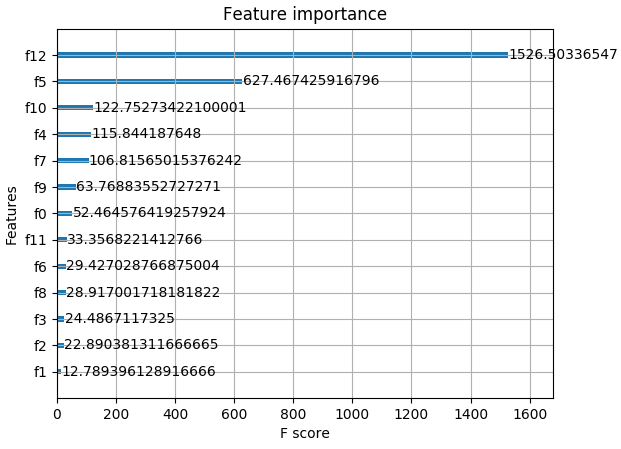 Feature importance
f12 1526.50336547
f5 627.467425916796
f10 122.75273422100001
f4 115.844187648
f7 106.81565015376242
f9 63.76883552727271
f0 52.464576419257924
f11 33.3568221412766
f6 29.427028766875004
f8 28.917001718181822
f3 24.4867117325
f2 22.890381311666665
f1 12.789396128916666
Features
0 200 400 600 800 1000 1200 1400 1600
F score